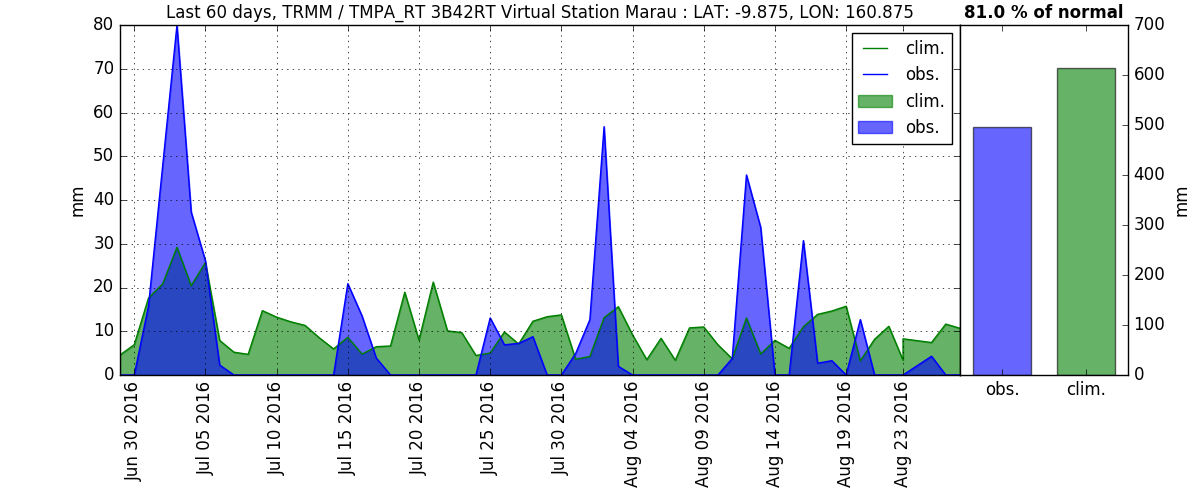 Last 60 days, TRMM / TMPA_RT 3B42RT Virtual Station Marau : LAT: -9.875, LON: 160.875
81.0 % of normal
80
70
60
50
40
30
20
10
0
mm
clim.
obs.
clim.
obs.
700
600
500
400
300
200
100
0
mm
Jun 30 2016
Jul 05 2016
Jul 10 2016
Jul 15 2016
Jul 20 2016
Jul 25 2016
Jul 30 2016
Aug 04 2016
Aug 09 2016
Aug 14 2016
Aug 19 2016
Aug 23 2016
obs.
clim.